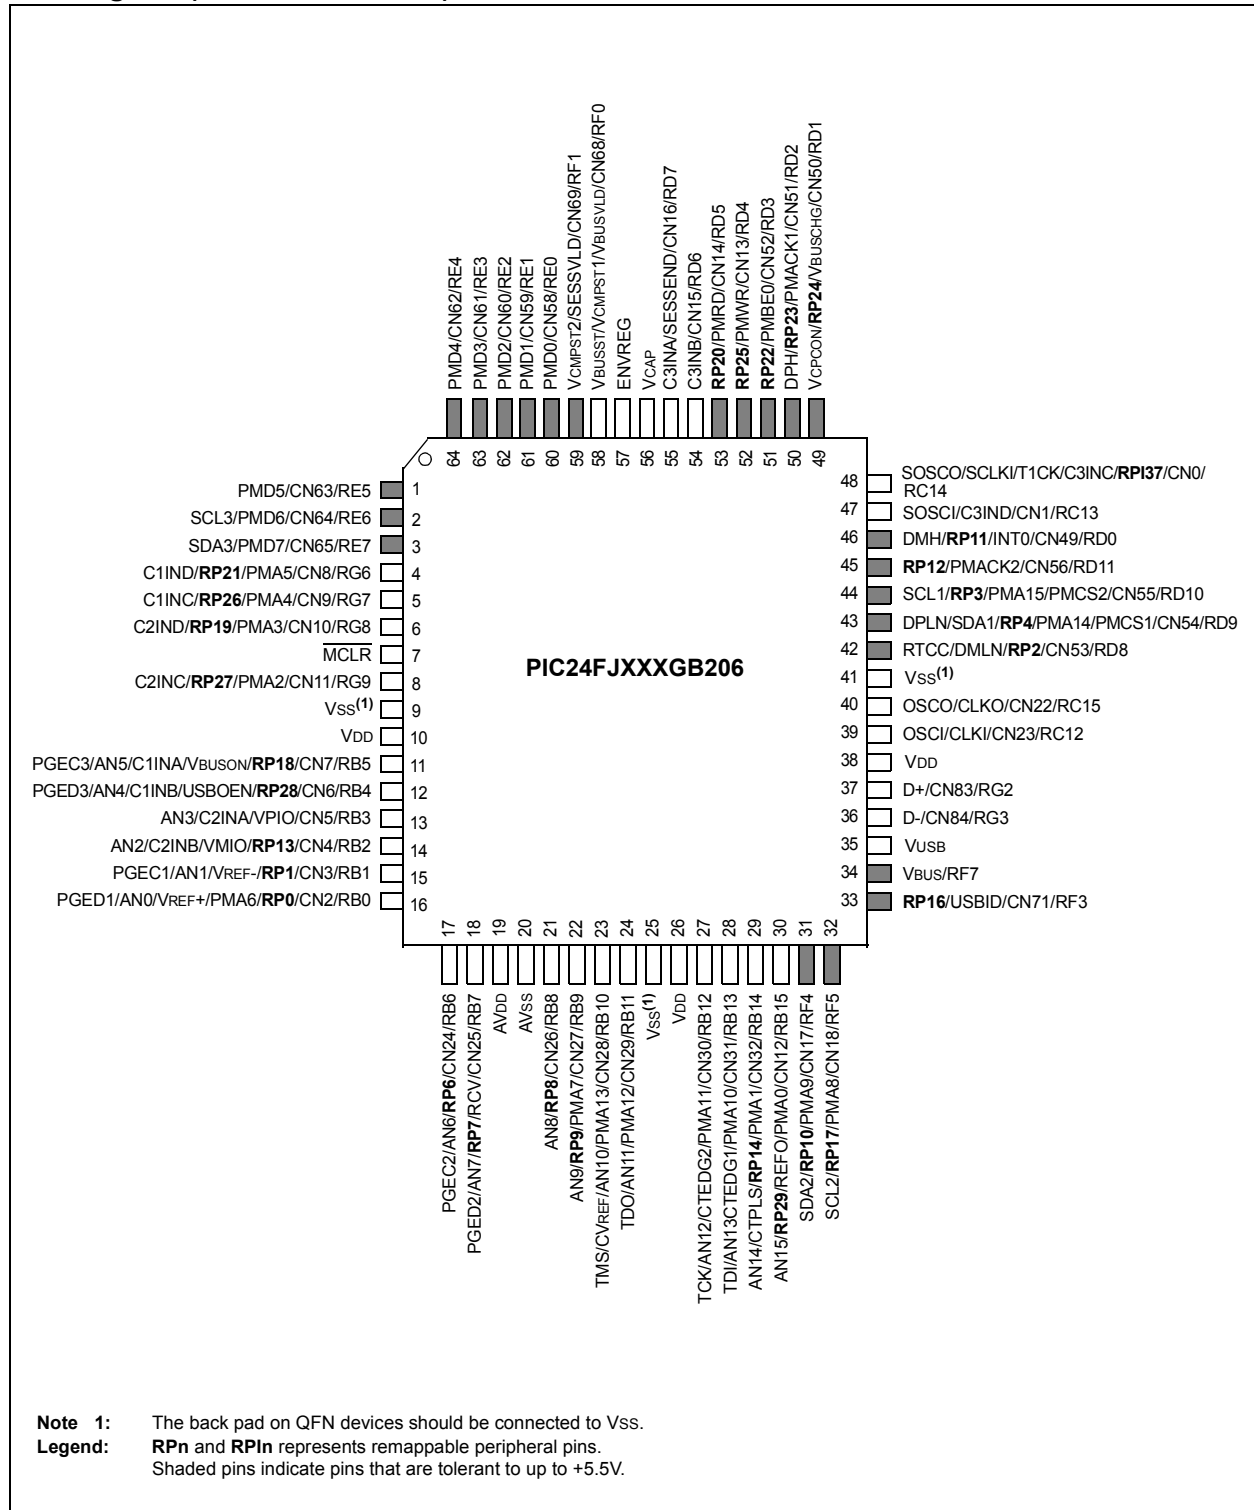 PMD4/CN62/RE4
PMD3/CN61/RE3
PMD2/CN60/RE2
PMD1/CN59/RE1
PMD0/CN58/RE0
VCMPST2/SESSVLD/CN69/RF1
VBUSST/VCMPST1/VBUSVLD/CN68/RF0
ENVREG
VCAP
C3INA/SESSEND/CN16/RD7
C3INB/CN15/RD6
RP20/PMRD/CN14/RD5
RP25/PMWR/CN13/RD4
RP22/PMBE0/CN52/RD3
DPH/RP23/PMACK1/CN51/RD2
VCPCON/RP24/VBUSCHG/CN50/RD1
64 63 62 61 60 59 58 57 56 55 54 53 52 51 50 49
PMD5/CN63/RE5 1
SCL3/PMD6/CN64/RE6 2
SDA3/PMD7/CN65/RE7 3
C1IND/RP21/PMA5/CN8/RG6 4
C1INC/RP26/PMA4/CN9/RG7 5
C2IND/RP19/PMA3/CN10/RG8 6
MCLR 7
C2INC/RP27/PMA2/CN11/RG9 8
VSS(1) 9
VDD 10
PGEC3/AN5/C1INA/VBUSON/RP18/CN7/RB5 11
PGED3/AN4/C1INB/USBOEN/RP28/CN6/RB4 12
AN3/C2INA/VPIO/CN5/RB3 13
AN2/C2INB/VMIO/RP13/CN4/RB2 14
PGEC1/AN1/VREF-/RP1/CN3/RB1 15
PGED1/AN0/VREF+/PMA6/RP0/CN2/RB0 16
PIC24FJXXXGB206
48 SOSCO/SCLKI/T1CK/C3INC/RPI37/CN0/
RC14
47 SOSCI/C3IND/CN1/RC13
46 DMH/RP11/INT0/CN49/RD0
45 RP12/PMACK2/CN56/RD11
44 SCL1/RP3/PMA15/PMCS2/CN55/RD10
43 DPLN/SDA1/RP4/PMA14/PMCS1/CN54/RD9
42 RTCC/DMLN/RP2/CN53/RD8
41 VSS(1)
40 OSCO/CLKO/CN22/RC15
39 OSCI/CLKI/CN23/RC12
38 VDD
37 D+/CN83/RG2
36 D-/CN84/RG3
35 VUSB
34 VBUS/RF7
33 RP16/USBID/CN71/RF3
17 18 19 20 21 22 23 24 25 26 27 28 29 30 31 32
PGEC2/AN6/RP6/CN24/RB6
PGED2/AN7/RP7/RCV/CN25/RB7
AVDD
AVSS
AN8/RP8/CN26/RB8
AN9/RP9/PMA7/CN27/RB9
TMS/CVREF/AN10/PMA13/CN28/RB10
TDO/AN11/PMA12/CN29/RB11
VSS(1)
VDD
TCK/AN12/CTEDG2/PMA11/CN30/RB12
TDI/AN13CTEDG1/PMA10/CN31/RB13
AN14/CTPLS/RP14/PMA1/CN32/RB14
AN15/RP29/REFO/PMA0/CN12/RB15
SDA2/RP10/PMA9/CN17/RF4
SCL2/RP17/PMA8/CN18/RF5
Note 1: The back pad on QFN devices should be connected to VSS.
Legend: RPn and RPIn represents remappable peripheral pins.
Shaded pins indicate pins that are tolerant to up to +5.5V.